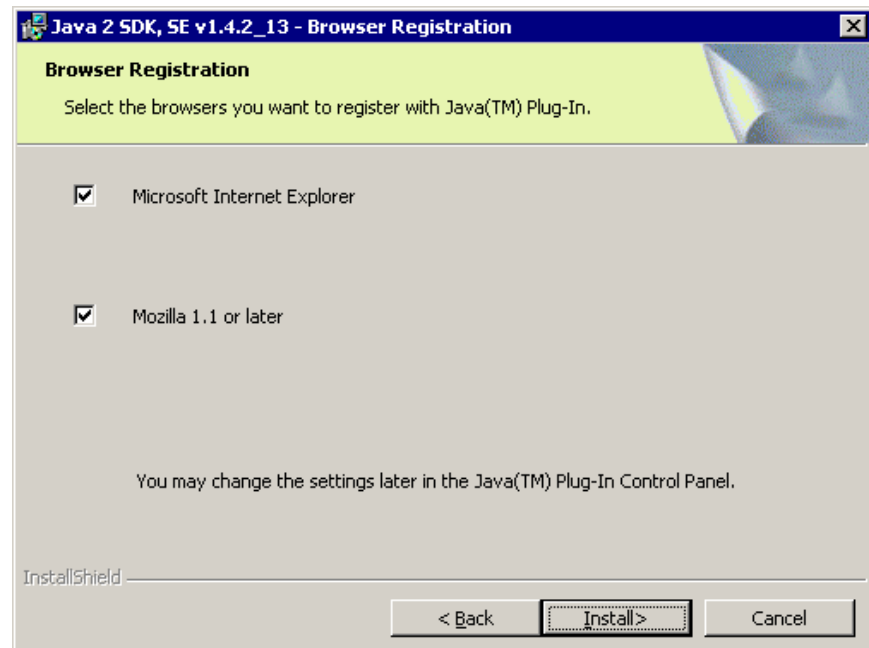 Java 2 SDK, SE v1.4.2_13 - Browser Registration
Browser Registration
Select the browsers you want to register with Java(TM) Plug-In.
Microsoft Internet Explorer
Mozilla 1.1 or later
You may change the settings later in the Java(TM) Plug-In Control Panel.
InstallShield
< Back Install> Cancel